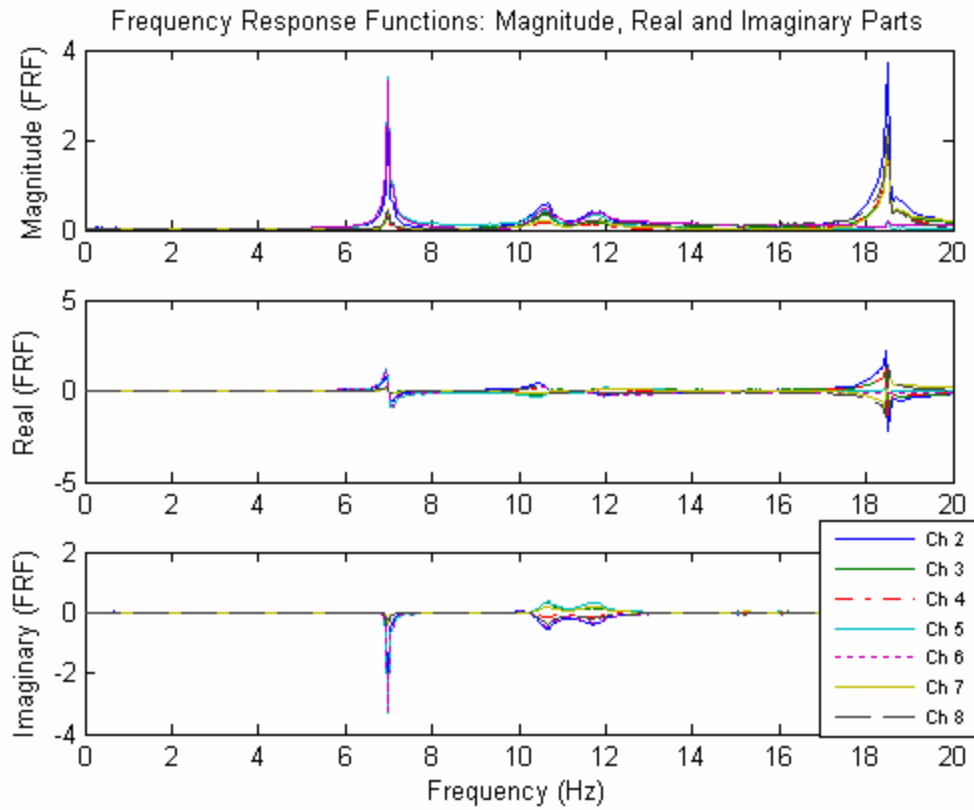 Frequency Response Functions: Magnitude, Real and Imaginary Parts
Magnitude (FRF)
4
2
0
0 2 4 6 8 10 12 14 16 18 20
Real (FRF)
5
0
-5
0 2 4 6 8 10 12 14 16 18 20
Imaginary (FRF)
2
0
-2
-4
0 2 4 6 8 10 12 14 16 18 20
Frequency (Hz)
Ch 2
Ch 3
Ch 4
Ch 5
Ch 6
Ch 7
Ch 8